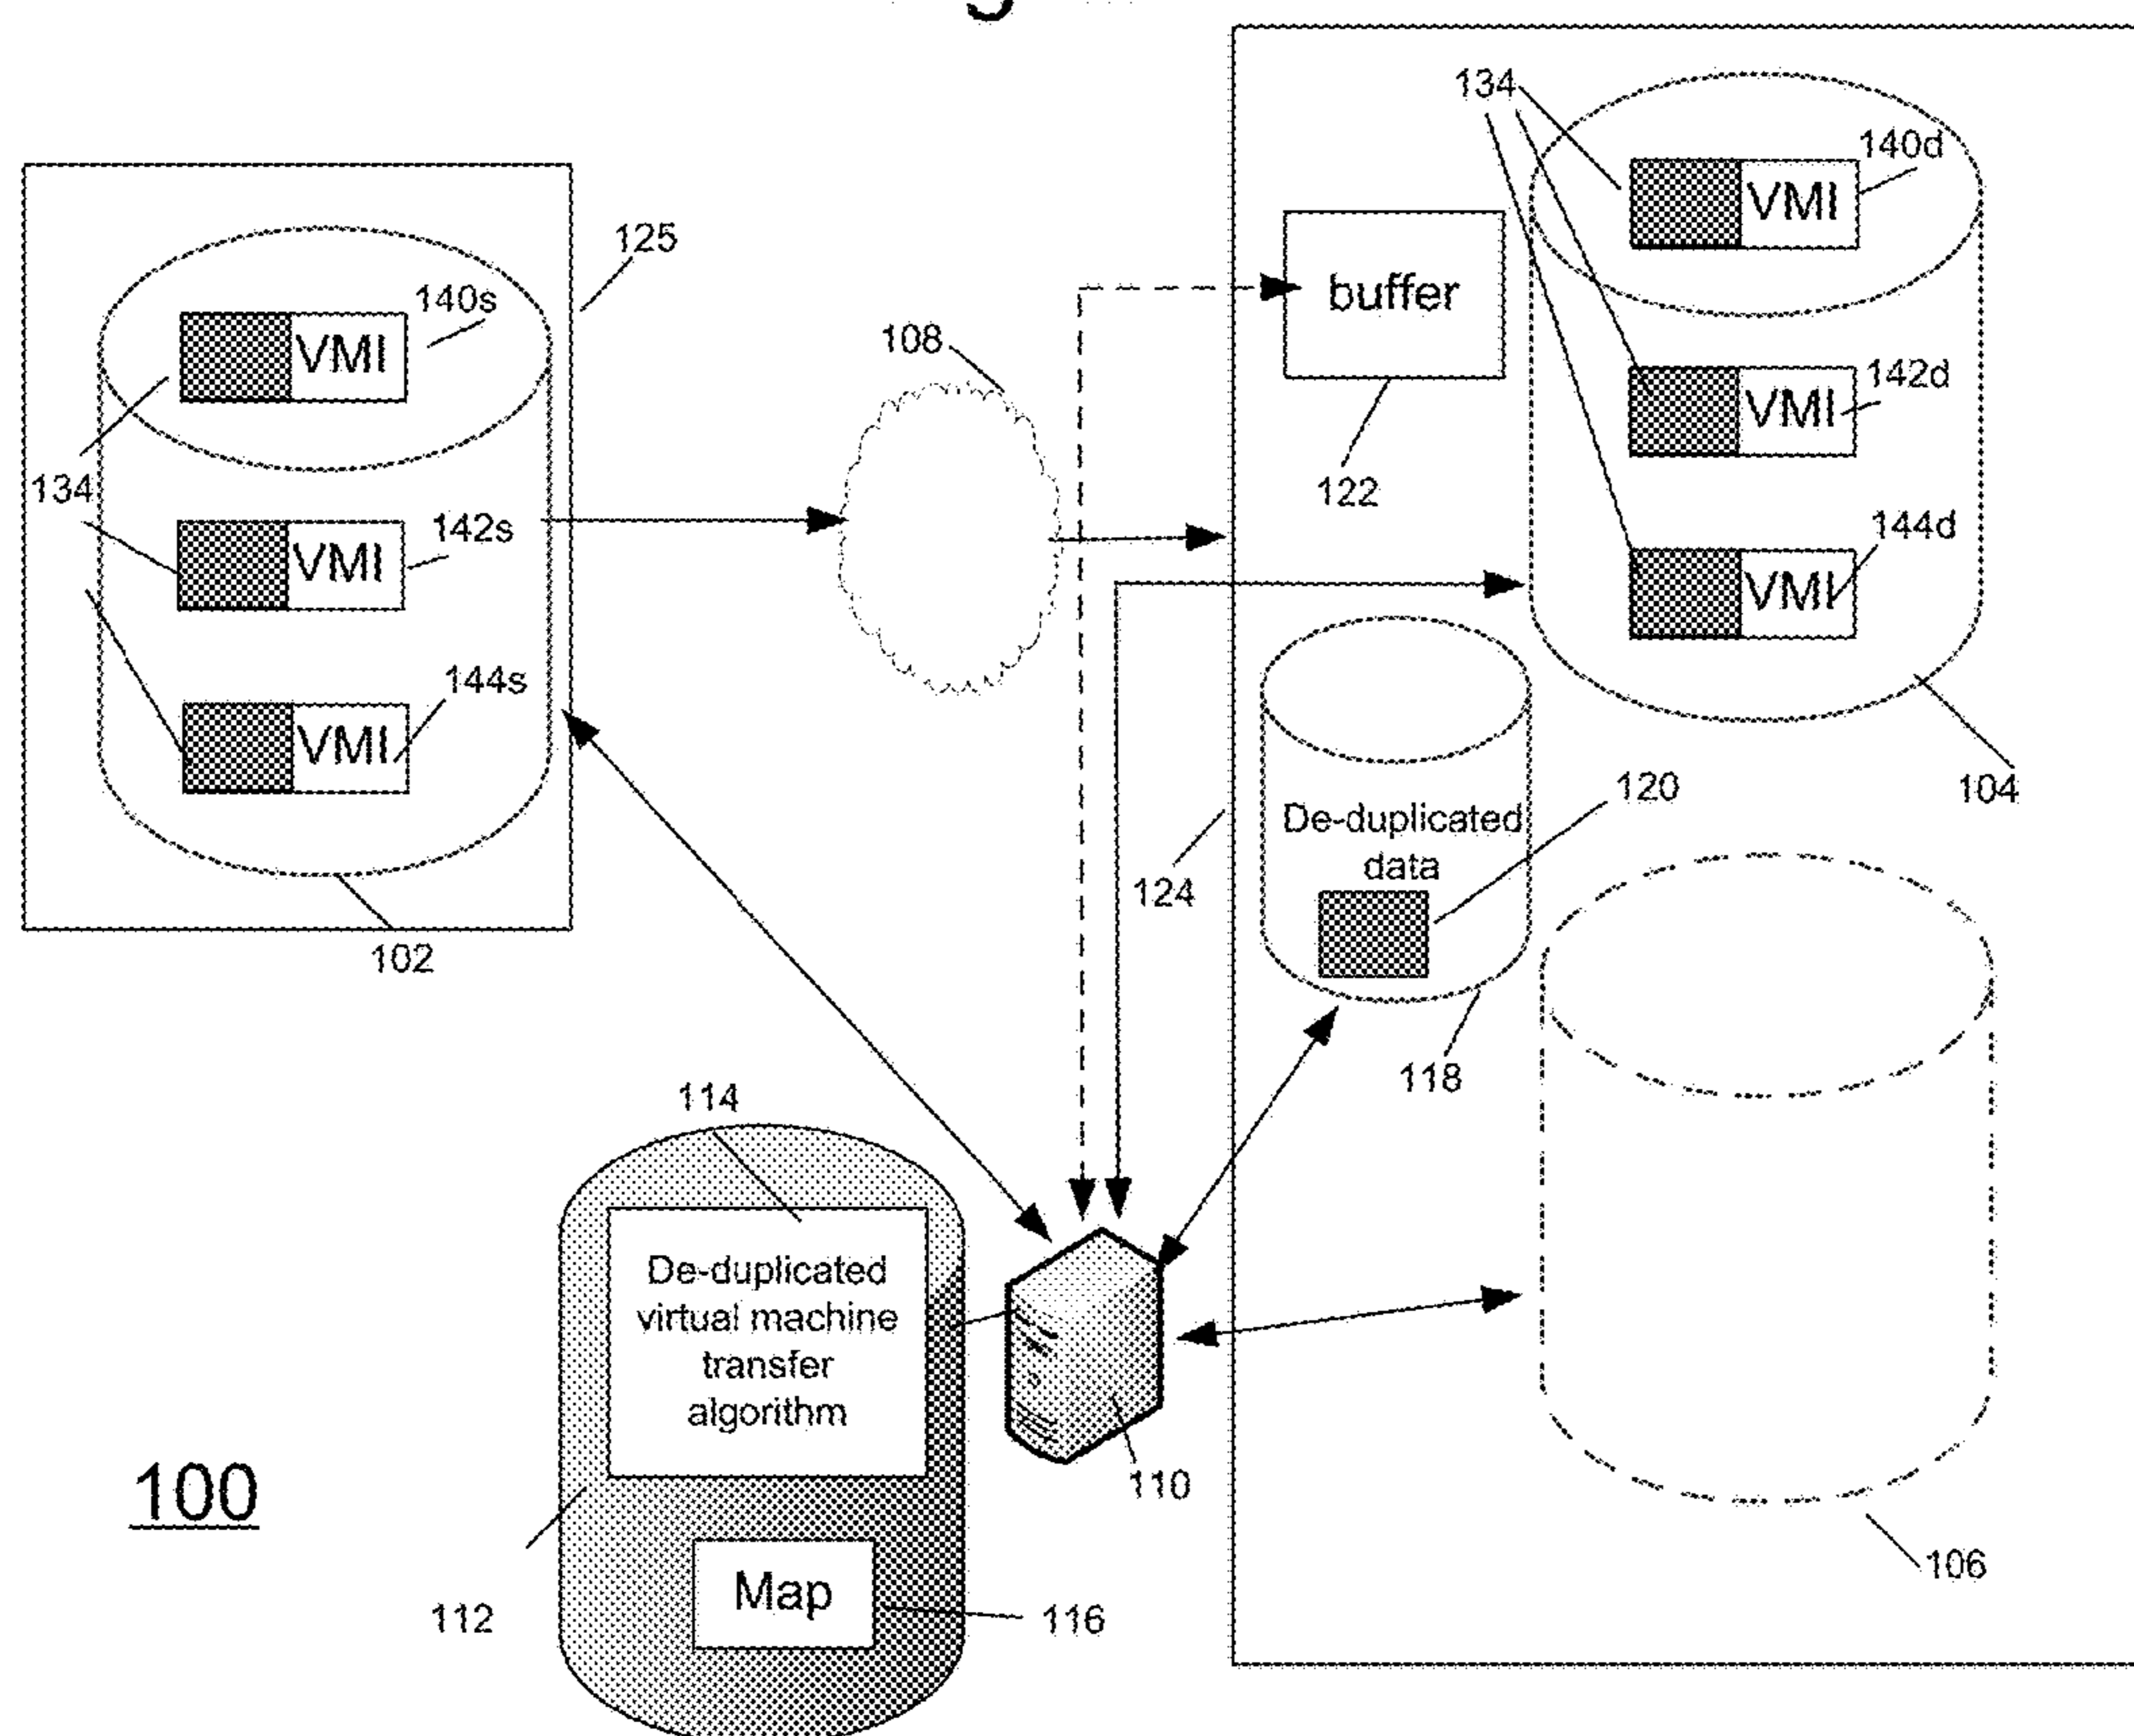 134
140d
VMI
125
buffer
140s
VMI
108
142d
VMI
134
122
142s
VMI
144d
VMI
144s
VMI
104
120
De-duplicated
data
124
102
118
114
De-duplicated
virtual machine
transfer
algorithm
110
100
106
Map
112
116